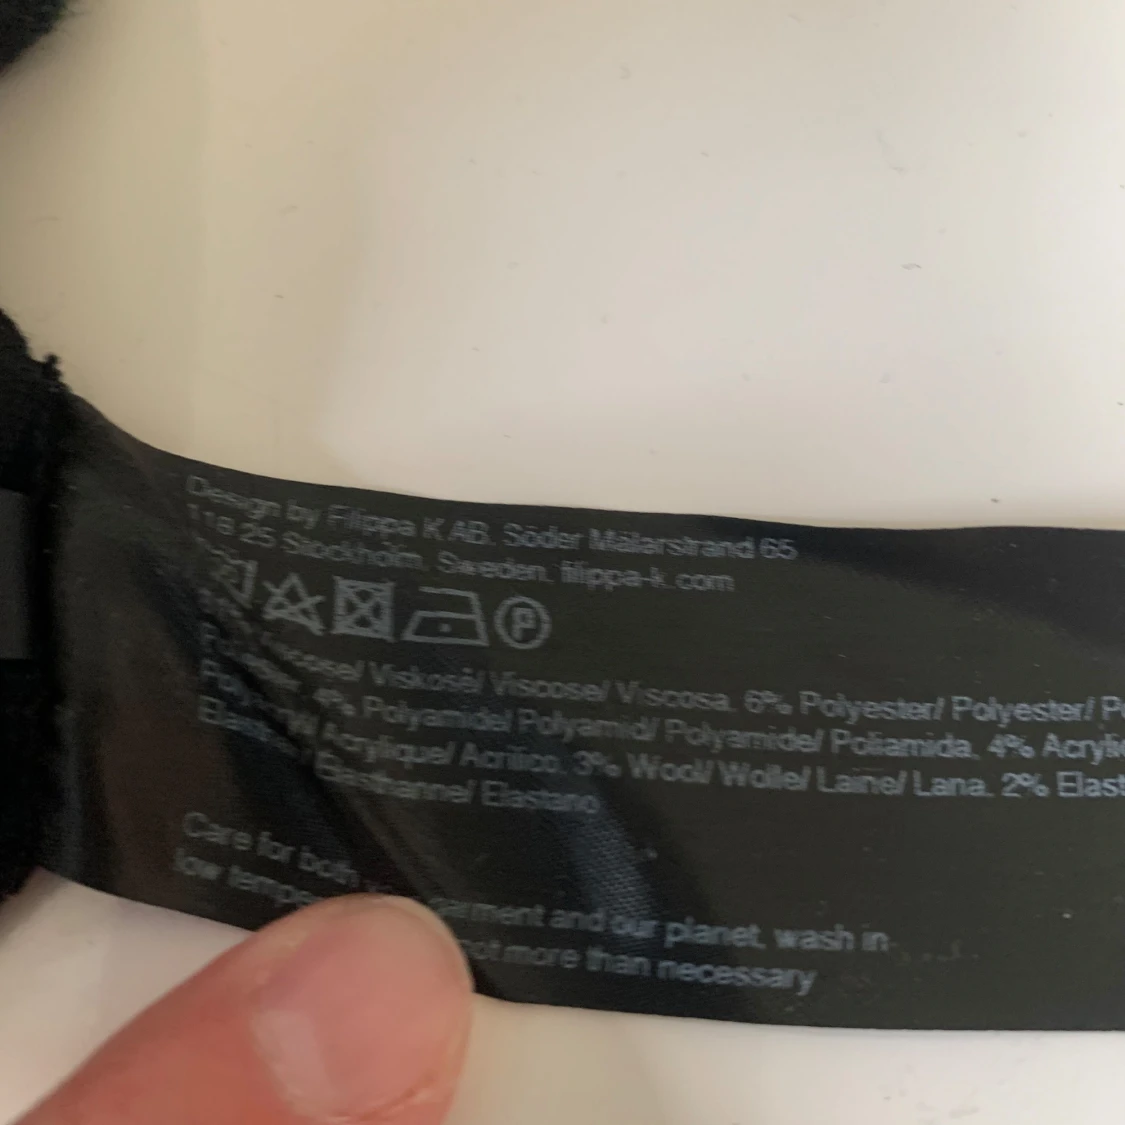 Design by Filippa K AB. Söder Mälarstrand 65
116 25 Stockholm, Sweden. filippa-k.com
P
Viskose/ Viscose/ Viscosa. 6% Polyester/ Polyester/
4% Polyamide/ Polyamid/ Polyamide/ Poliamida. 4%
Acrylique/ Acrilico. 3% Wool/ Wolle/ Laine/ Lana. 2%
Elasthanne/ Elastano
Care for both garment and our planet, wash in
low not more than necessary